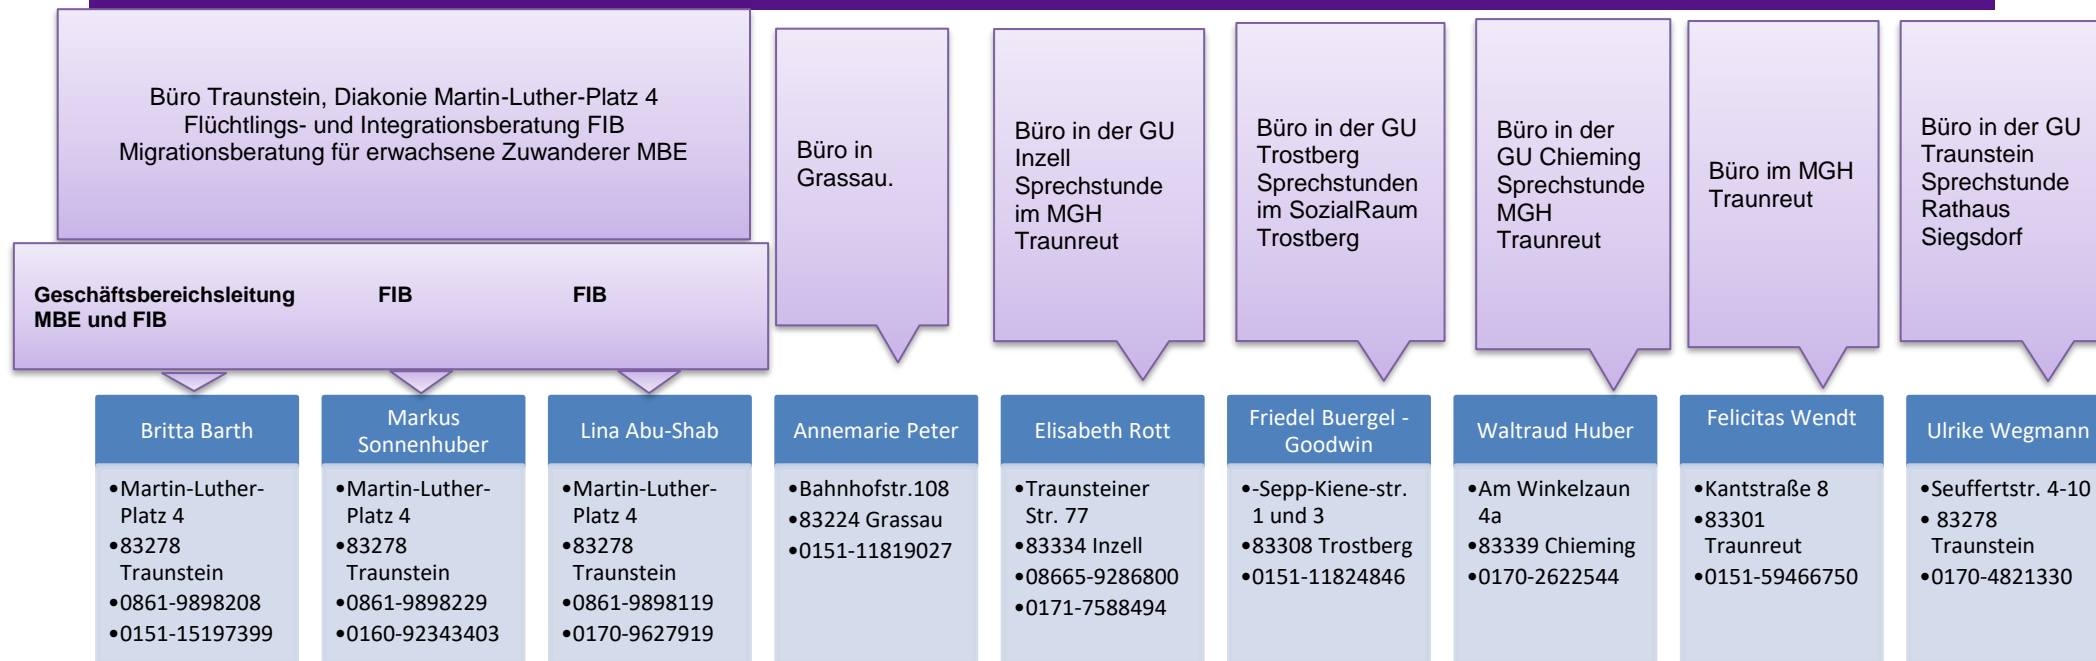 Büro Traunstein, Diakonie Martin-Luther-Platz 4
Flüchtlings- und Integrationsberatung FIB
Migrationsberatung für erwachsene Zuwanderer MBE
Geschäftsbereichsleitung FIB FIB
MBE und FIB
Büro in
Grassau.
Büro in der GU
Inzell
Sprechstunde
im MGH
Traunreut
Büro in der GU
Trostberg
Sprechstunden
im SozialRaum
Trostberg
Büro in der
GU Chieming
Sprechstunde
MGH
Traunreut
Büro im MGH
Traunreut
Büro in der GU
Traunstein
Sprechstunde
Rathaus
Siegsdorf
Britta Barth
•Martin-Luther-
Platz 4
•83278
Traunstein
•0861-9898208
•0151-15197399
Markus
Sonnenhuber
•Martin-Luther-
Platz 4
•83278
Traunstein
•0861-9898229
•0160-92343403
Lina Abu-Shab
•Martin-Luther-
Platz 4
•83278
Traunstein
•0861-9898119
•0170-9627919
Annemarie Peter
•Bahnhofstr.108
•83224 Grassau
•0151-11819027
Elisabeth Rott
•Traunsteiner
Str. 77
•83334 Inzell
•08665-9286800
•0171-7588494
Friedel Buergel -
Goodwin
•-Sepp-Kiene-str.
1 und 3
•83308 Trostberg
•0151-11824846
Waltraud Huber
•Am Winkelzaun
4a
•83339 Chieming
•0170-2622544
Felicitas Wendt
•Kantstraße 8
•83301
Traunreut
•0151-59466750
Ulrike Wegmann
•Seuffertstr. 4-10
• 83278
Traunstein
•0170-4821330